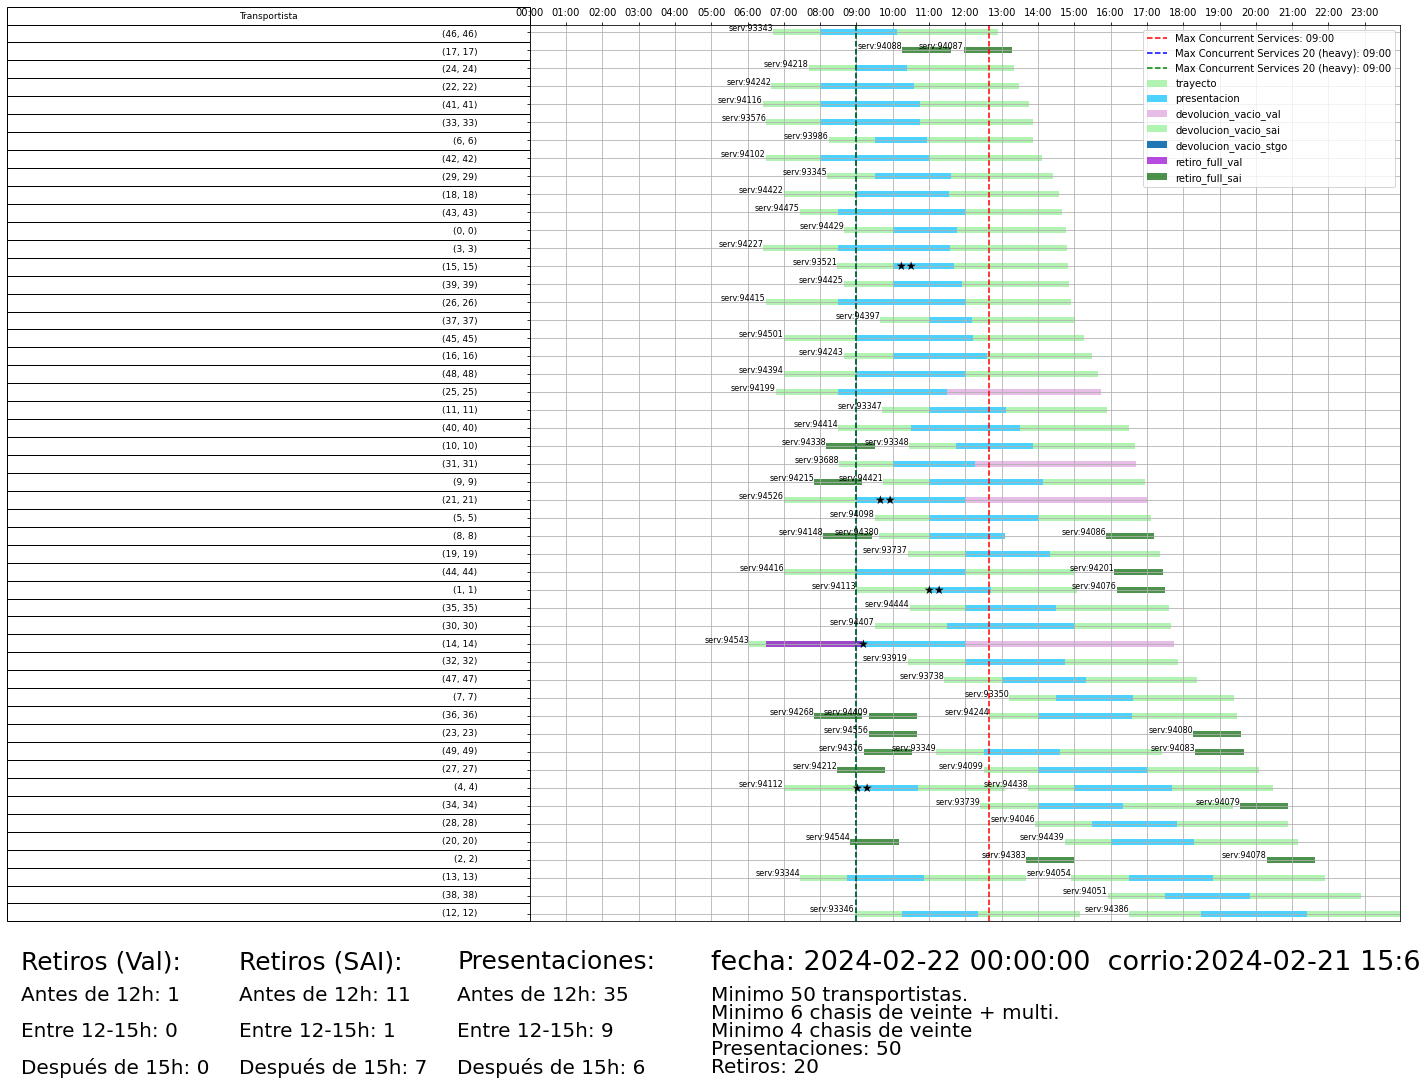 Transportista
00:00 01:00 02:00 03:00 04:00 05:00 06:00 07:00 08:00 09:00 10:00 11:00 12:00 13:00 14:00 15:00 16:00 17:00 18:00 19:00 20:00 21:00 22:00 23:00
(46, 46) serv:93343
(17, 17) serv:94088 serv:94087
(24, 24) serv:94218
(22, 22) serv:94242
(41, 41) serv:94116
(33, 33) serv:93576
(6, 6) serv:93986
(42, 42) serv:94102
(29, 29) serv:93345
(18, 18) serv:94422
(43, 43) serv:94475
(0, 0) serv:94429
(3, 3) serv:94227
(15, 15) serv:93521
(39, 39) serv:94425
(26, 26) serv:94415
(37, 37) serv:94397
(45, 45) serv:94501
(16, 16) serv:94243
(48, 48) serv:94394
(25, 25) serv:94199
(11, 11) serv:93347
(40, 40) serv:94414
(10, 10) serv:94338 serv:93348
(31, 31) serv:93688
(9, 9) serv:94215 serv:94421
(21, 21) serv:94526
(5, 5) serv:94098
(8, 8) serv:94148 serv:94380 serv:94086
(19, 19) serv:93737
(44, 44) serv:94416 serv:94201
(1, 1) serv:94113 serv:94076
(35, 35) serv:94444
(30, 30) serv:94407
(14, 14) serv:94543
(32, 32) serv:93919
(47, 47) serv:93738
(7, 7) serv:93350
(36, 36) serv:94268 serv:94409 serv:94244
(23, 23) serv:94556 serv:94080
(49, 49) serv:94376 serv:93349 serv:94083
(27, 27) serv:94212 serv:94099
(4, 4) serv:94112 serv:94438
(34, 34) serv:93739 serv:94079
(28, 28) serv:94046
(20, 20) serv:94544 serv:94439
(2, 2) serv:94383 serv:94078
(13, 13) serv:93344 serv:94054
(38, 38) serv:94051
(12, 12) serv:93346 serv:94386
Max Concurrent Services: 09:00
Max Concurrent Services 20 (heavy): 09:00
Max Concurrent Services 20 (heavy): 09:00
trayecto
presentacion
devolucion_vacio_val
devolucion_vacio_sai
devolucion_vacio_stgo
retiro_full_val
retiro_full_sai
Retiros (Val):
Antes de 12h: 1
Entre 12-15h: 0
Después de 15h: 0
Retiros (SAI):
Antes de 12h: 11
Entre 12-15h: 1
Después de 15h: 7
Presentaciones:
Antes de 12h: 35
Entre 12-15h: 9
Después de 15h: 6
fecha: 2024-02-22 00:00:00 corrio:2024-02-21 15:6
Minimo 50 transportistas.
Minimo 6 chasis de veinte + multi.
Minimo 4 chasis de veinte
Presentaciones: 50
Retiros: 20